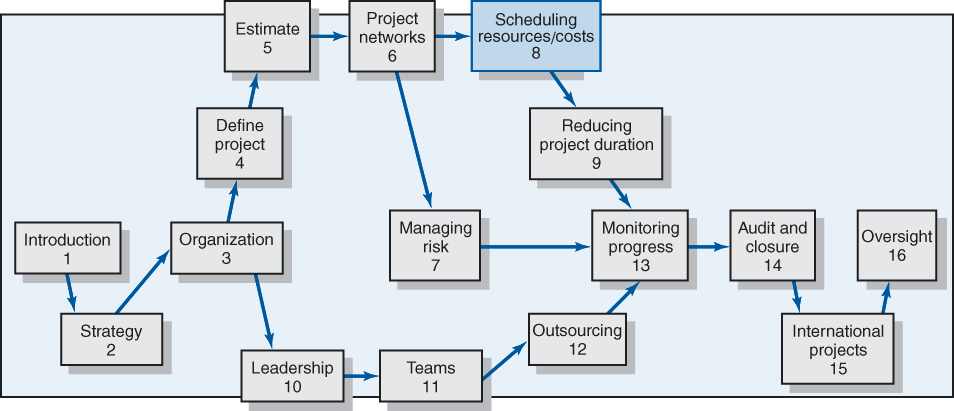 Estimate
5
Project
networks
6
Scheduling
resources/costs
8
Define
project
4
Reducing
project duration
9
Introduction
1
Organization
3
Managing
risk
7
Monitoring
progress
13
Audit and
closure
14
Oversight
16
Strategy
2
Outsourcing
12
International
projects
15
Leadership
10
Teams
11